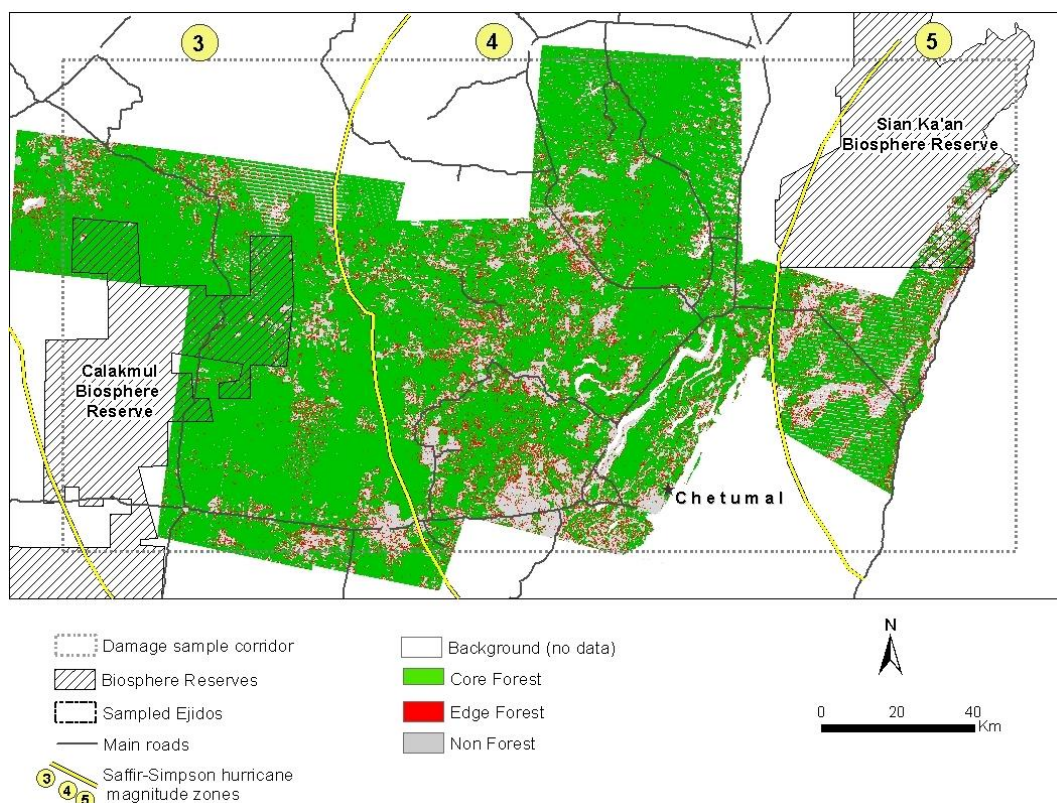 3
4
5
Sian Ka'an
Biosphere Reserve
Calakmul
Biosphere
Reserve
Chetumal
Damage sample corridor
Biosphere Reserves
Sampled Ejidos
Main roads
3
4
5
Saffir-Simpson hurricane
magnitude zones
Background (no data)
Core Forest
Edge Forest
Non Forest
N
0 20 40
Km